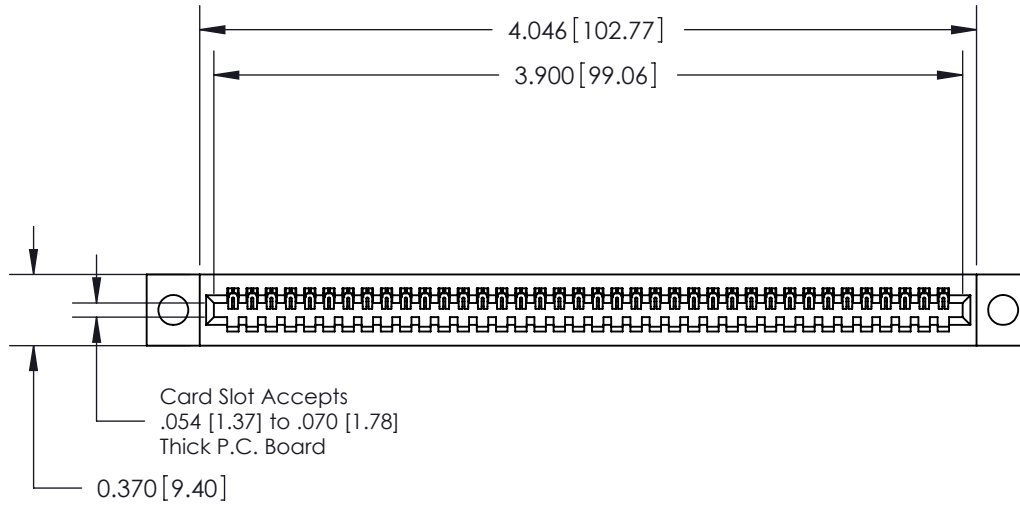 4.046[102.77]
3.900[99.06]
Card Slot Accepts
.054 [1.37] to .070 [1.78]
Thick P.C. Board
0.370[9.40]